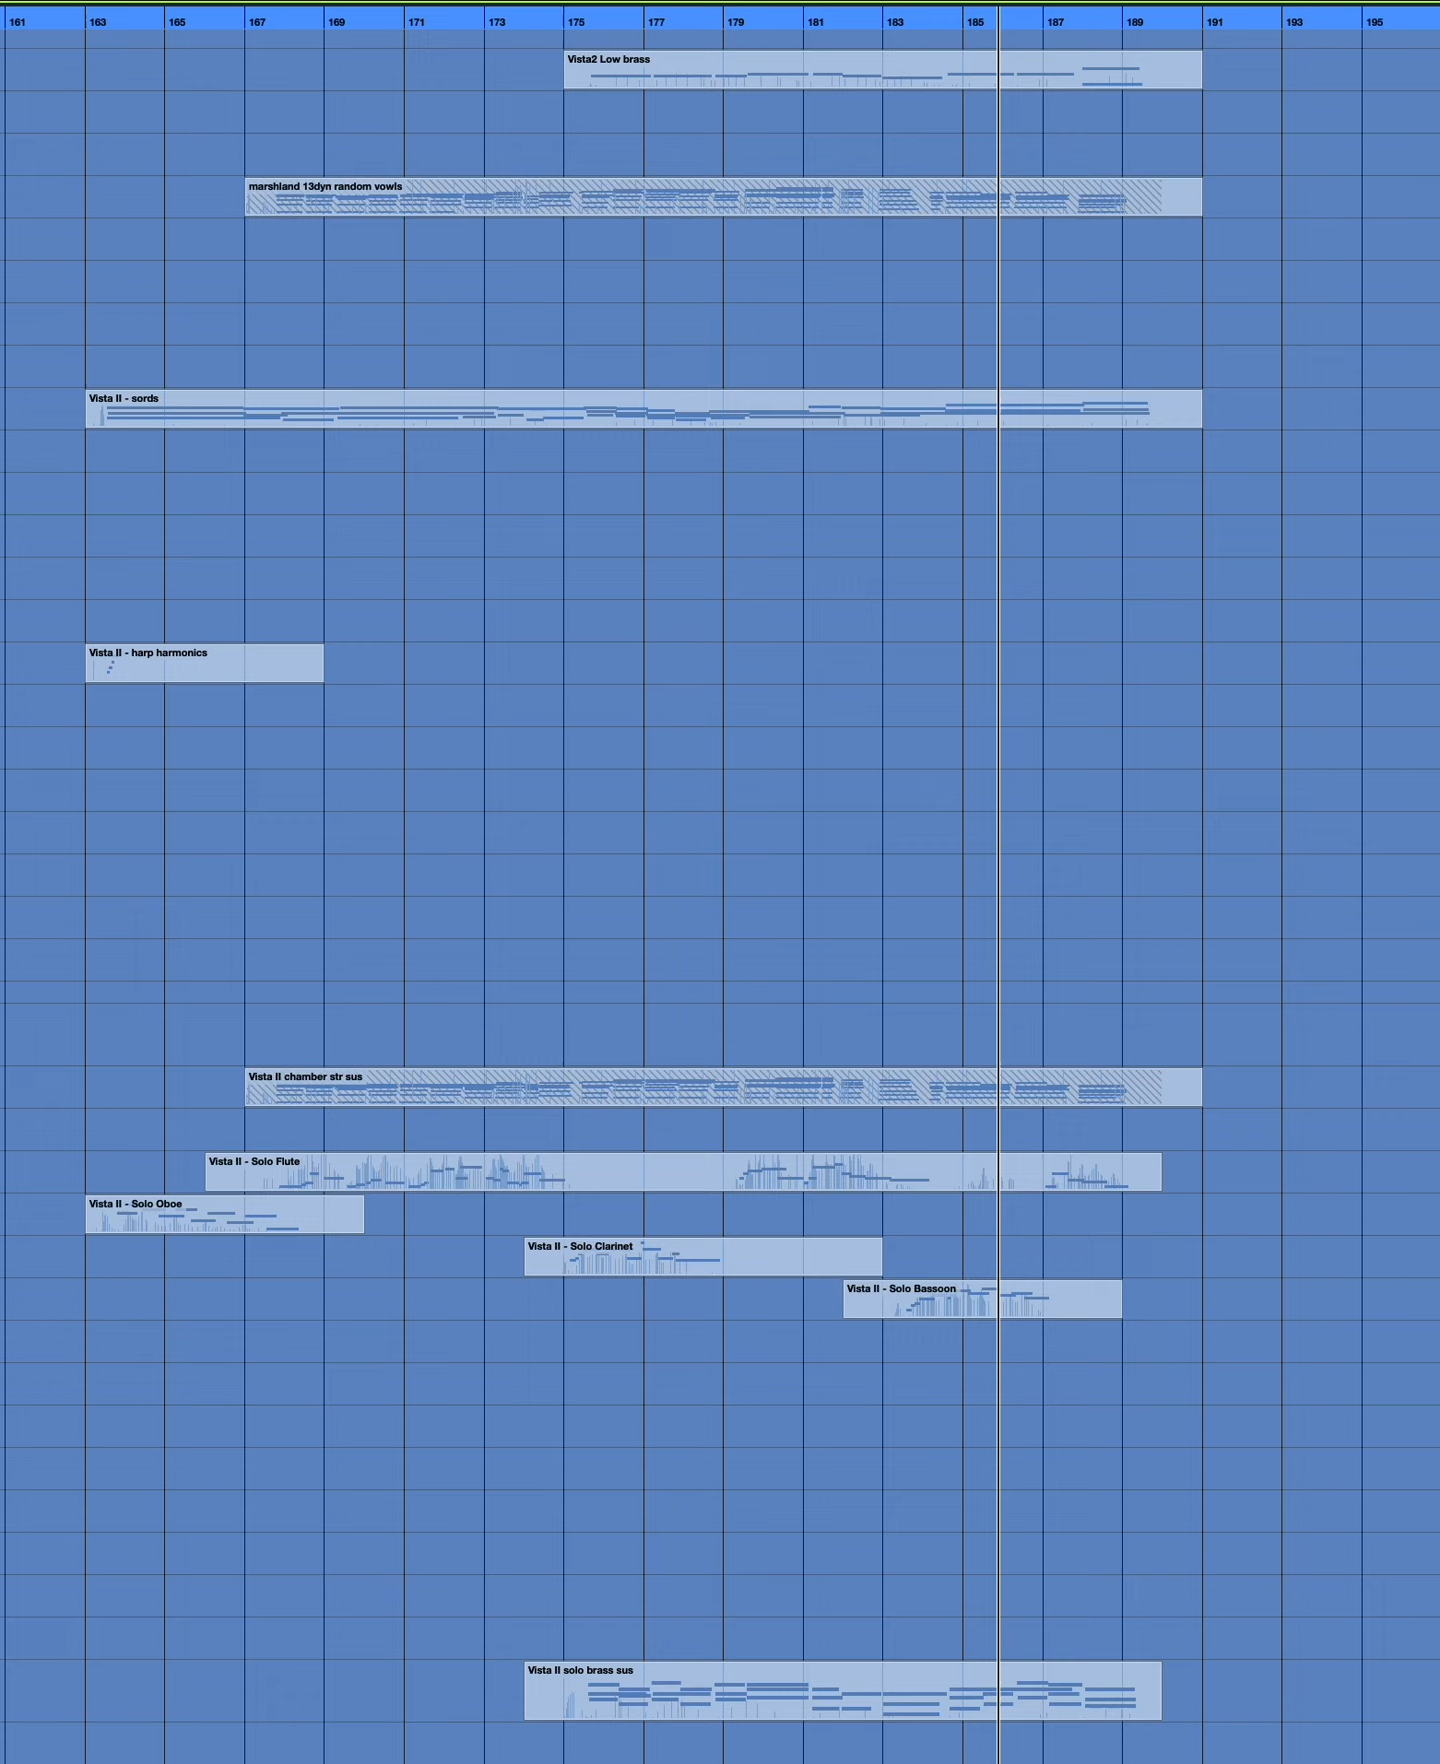 161 163 165 167 169 171 173 175 177 179 181 183 185 187 189 191 193 195
Vista2 Low brass
marshland 13dyn random vowls
Vista II - sords
Vista II - harp harmonics
Vista II chamber str sus
Vista II - Solo Flute
Vista II - Solo Oboe
Vista II - Solo Clarinet
Vista II - Solo Bassoon
Vista II solo brass sus